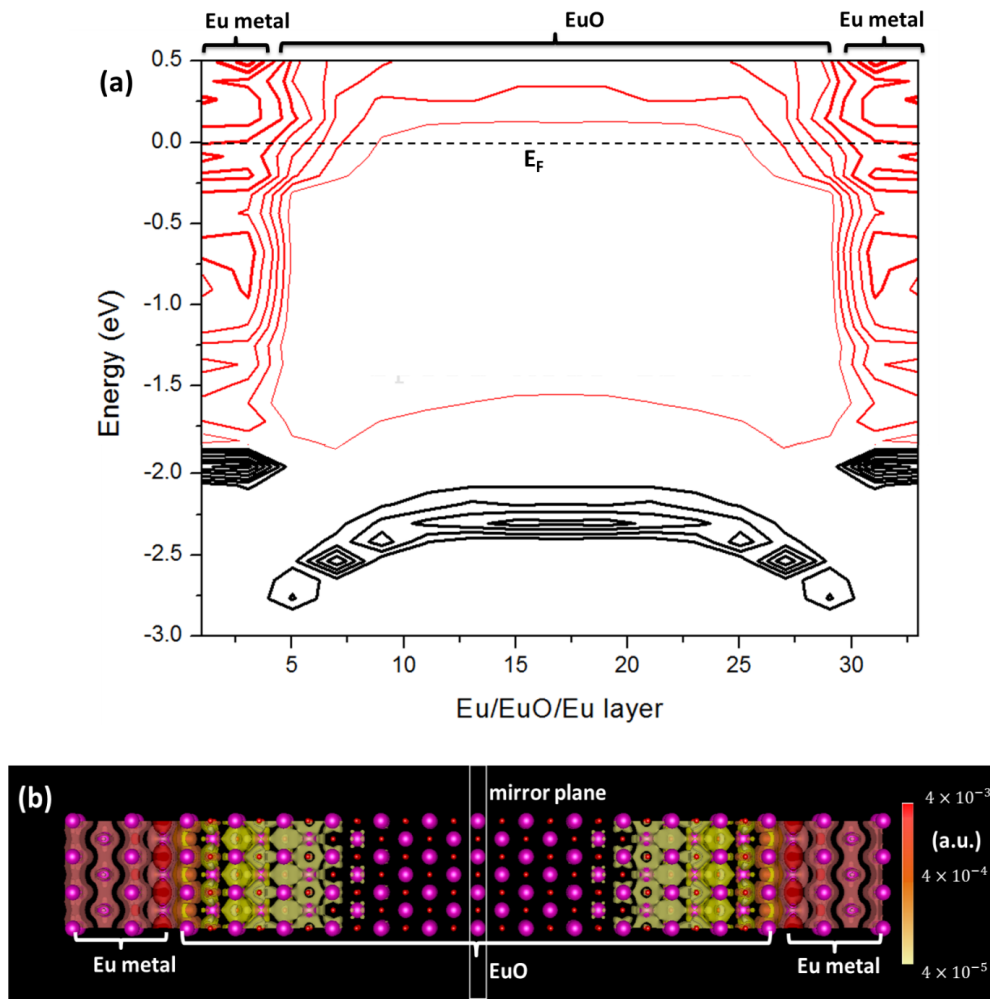 Eu metal
EuO
Eu metal
(a)
0.5
0.0
-0.5
-1.0
-1.5
-2.0
-2.5
-3.0
E_F
Energy (eV)
5 10 15 20 25 30
Eu/EuO/Eu layer
(b)
mirror plane
4 × 10⁻³
(a.u.)
4 × 10⁻⁴
4 × 10⁻⁵
Eu metal
EuO
Eu metal